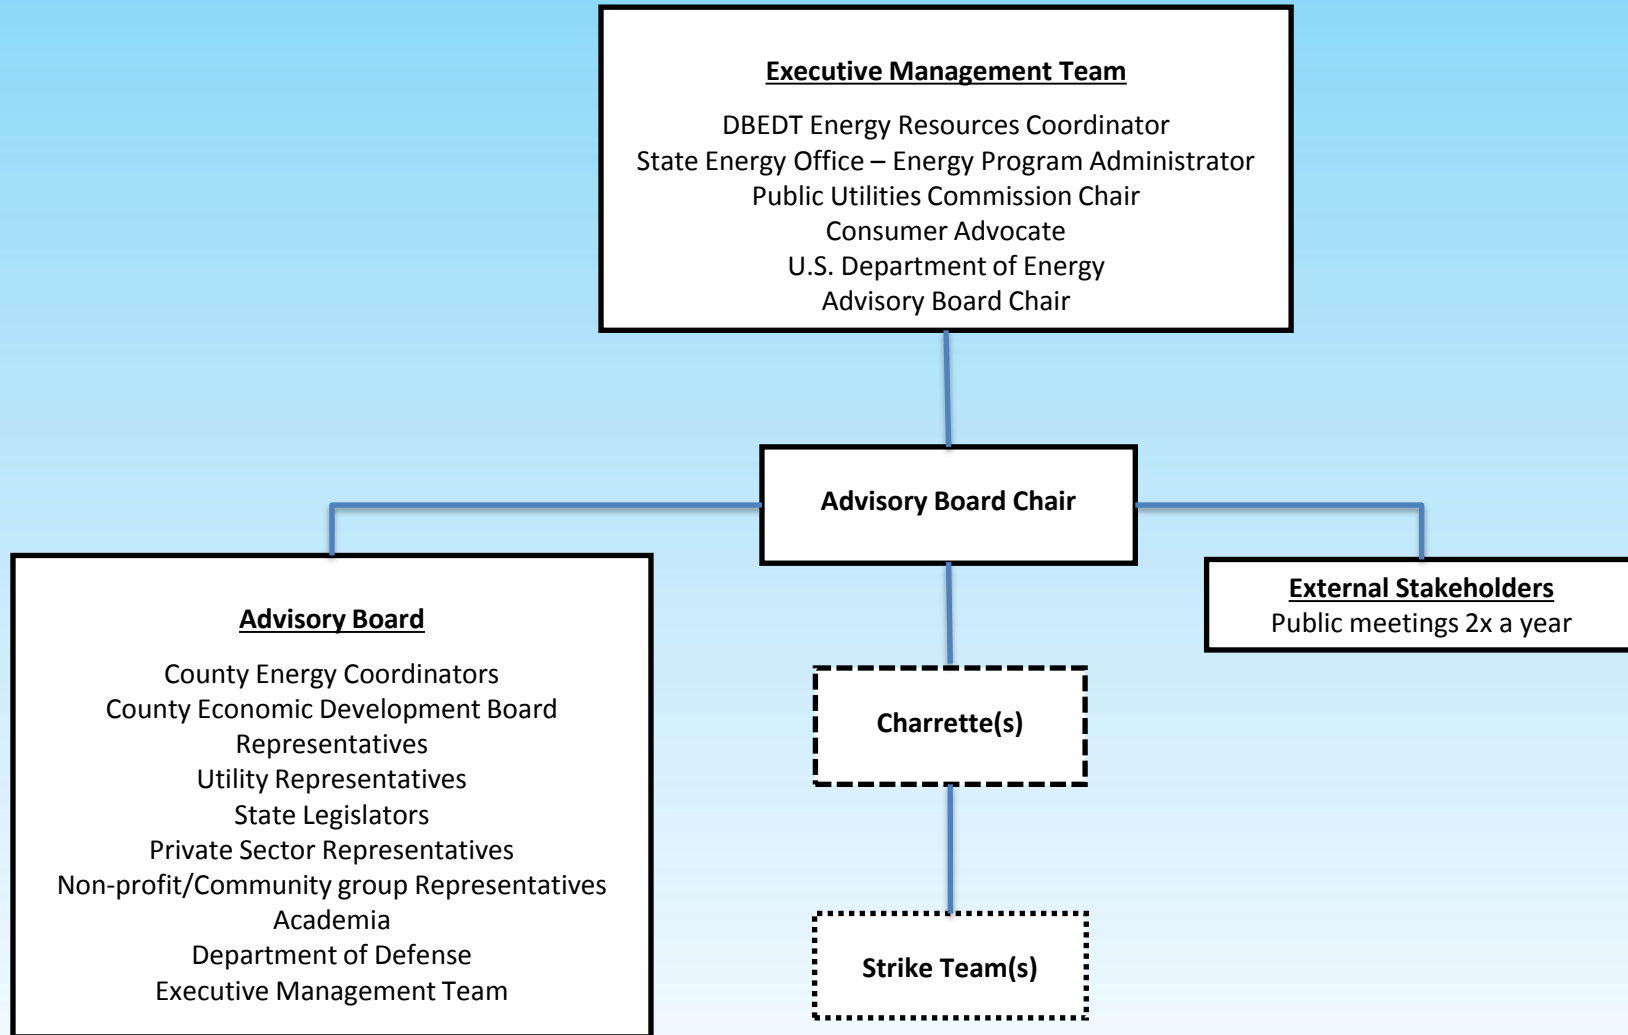 Executive Management Team
DBEDT Energy Resources Coordinator
State Energy Office – Energy Program Administrator
Public Utilities Commission Chair
Consumer Advocate
U.S. Department of Energy
Advisory Board Chair
Advisory Board Chair
Advisory Board
County Energy Coordinators
County Economic Development Board
Representatives
Utility Representatives
State Legislators
Private Sector Representatives
Non-profit/Community group Representatives
Academia
Department of Defense
Executive Management Team
External Stakeholders
Public meetings 2x a year
Charrette(s)
Strike Team(s)